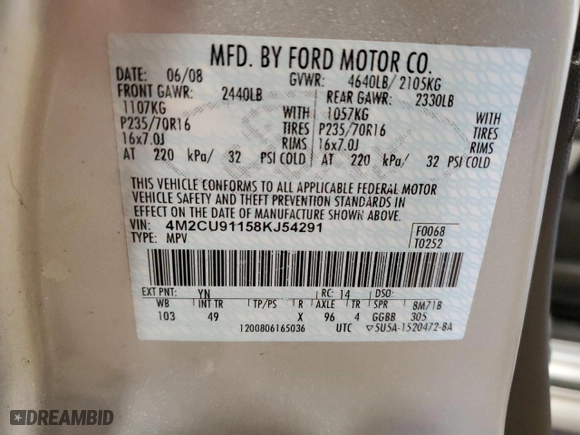 MFD. BY FORD MOTOR CO.
DATE: 06/08 GVWR: 4640LB/ 2105KG
FRONT GAWR: 2440LB REAR GAWR: 2330LB
1107KG WITH 1057KG WITH
P235/70R16 TIRES P235/70R16 TIRES
16x7.0J RIMS 16x7.0J RIMS
AT 220 kPa/ 32 PSI COLD AT 220 kPa/ 32 PSI COLD
THIS VEHICLE CONFORMS TO ALL APPLICABLE FEDERAL MOTOR
VEHICLE SAFETY AND THEFT PREVENTION STANDARDS IN
EFFECT ON THE DATE OF MANUFACTURE SHOWN ABOVE.
VIN: 4M2CU91158KJ54291 F0068
TYPE: MPV T0252
EXT PNT: YN RC: 14 DSO:
WB INT TR TP/PS R AXLE TR SPR BM71B
103 49 X 96 4 GGBB 305
1200806165036 UTC ▽5U5A-1520472-BA
DREAMBID